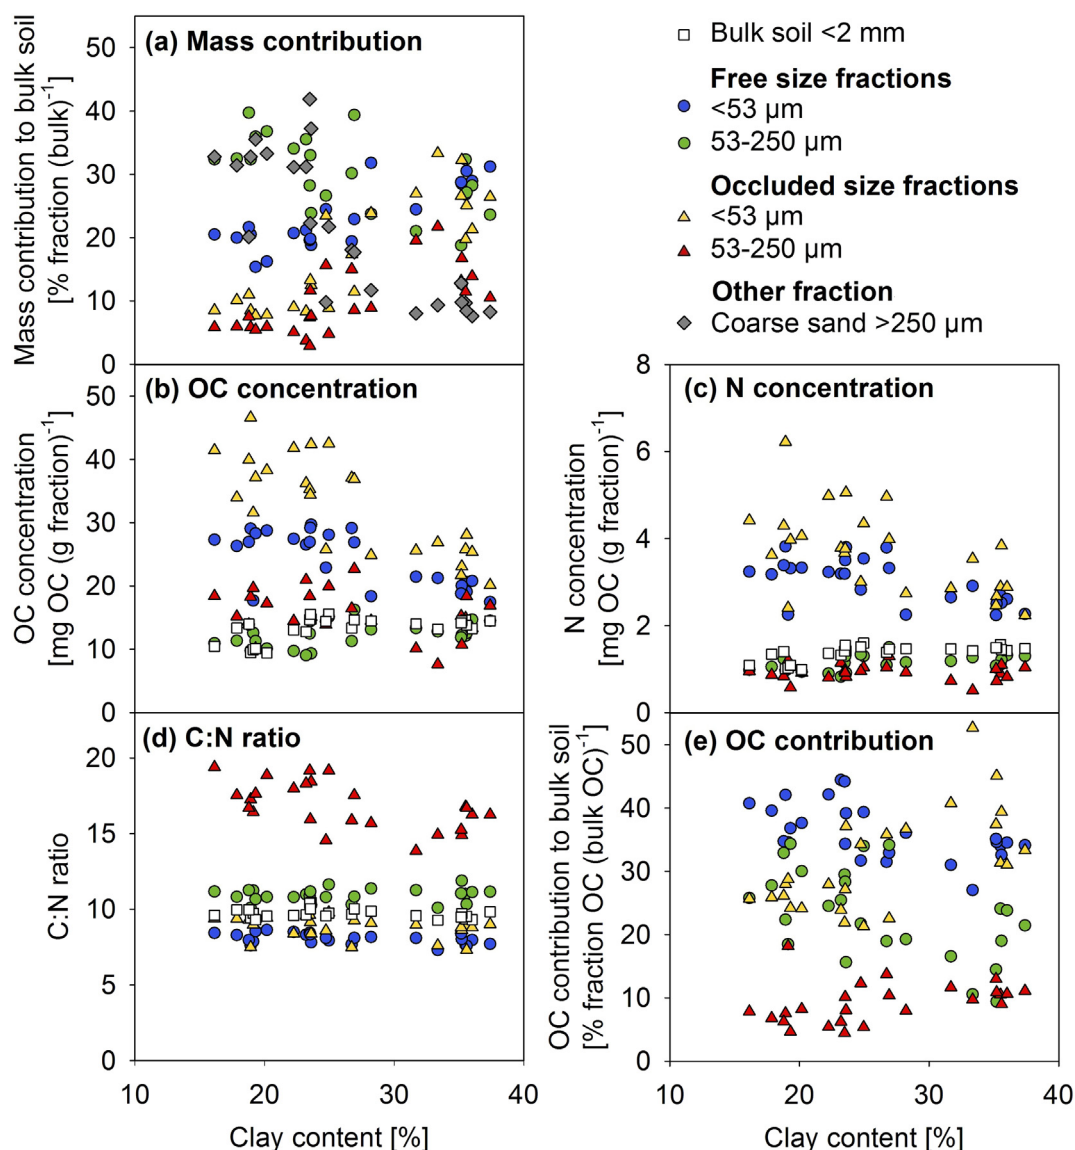 (a) Mass contribution
Mass contribution to bulk soil
[% fraction (bulk)⁻¹]
50
40
30
20
10
0
Bulk soil <2 mm
Free size fractions
<53 µm
53-250 µm
Occluded size fractions
<53 µm
53-250 µm
Other fraction
Coarse sand >250 µm
(b) OC concentration
OC concentration
[mg OC (g fraction)⁻¹]
50
40
30
20
10
0
(c) N concentration
N concentration
[mg OC (g fraction)⁻¹]
8
6
4
2
0
(d) C:N ratio
C:N ratio
20
15
10
5
0
10
20
30
40
Clay content [%]
(e) OC contribution
OC contribution to bulk soil
[% fraction OC (bulk OC)⁻¹]
50
40
30
20
10
0
10
20
30
40
Clay content [%]